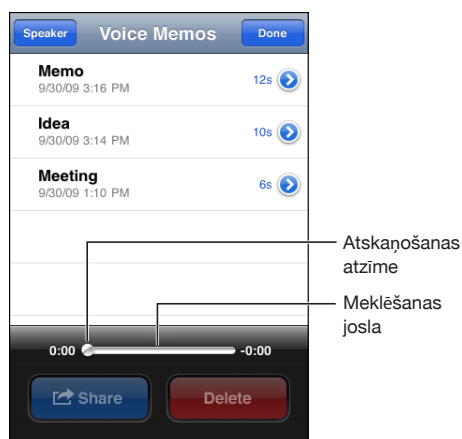 Speaker Voice Memos Done
Memo
9/30/09 3:16 PM
12s
Idea
9/30/09 3:14 PM
10s
Meeting
9/30/09 1:10 PM
6s
Atskaņošanas
atzīme
Meklēšanas
josla
0:00 -0:00
Share Delete